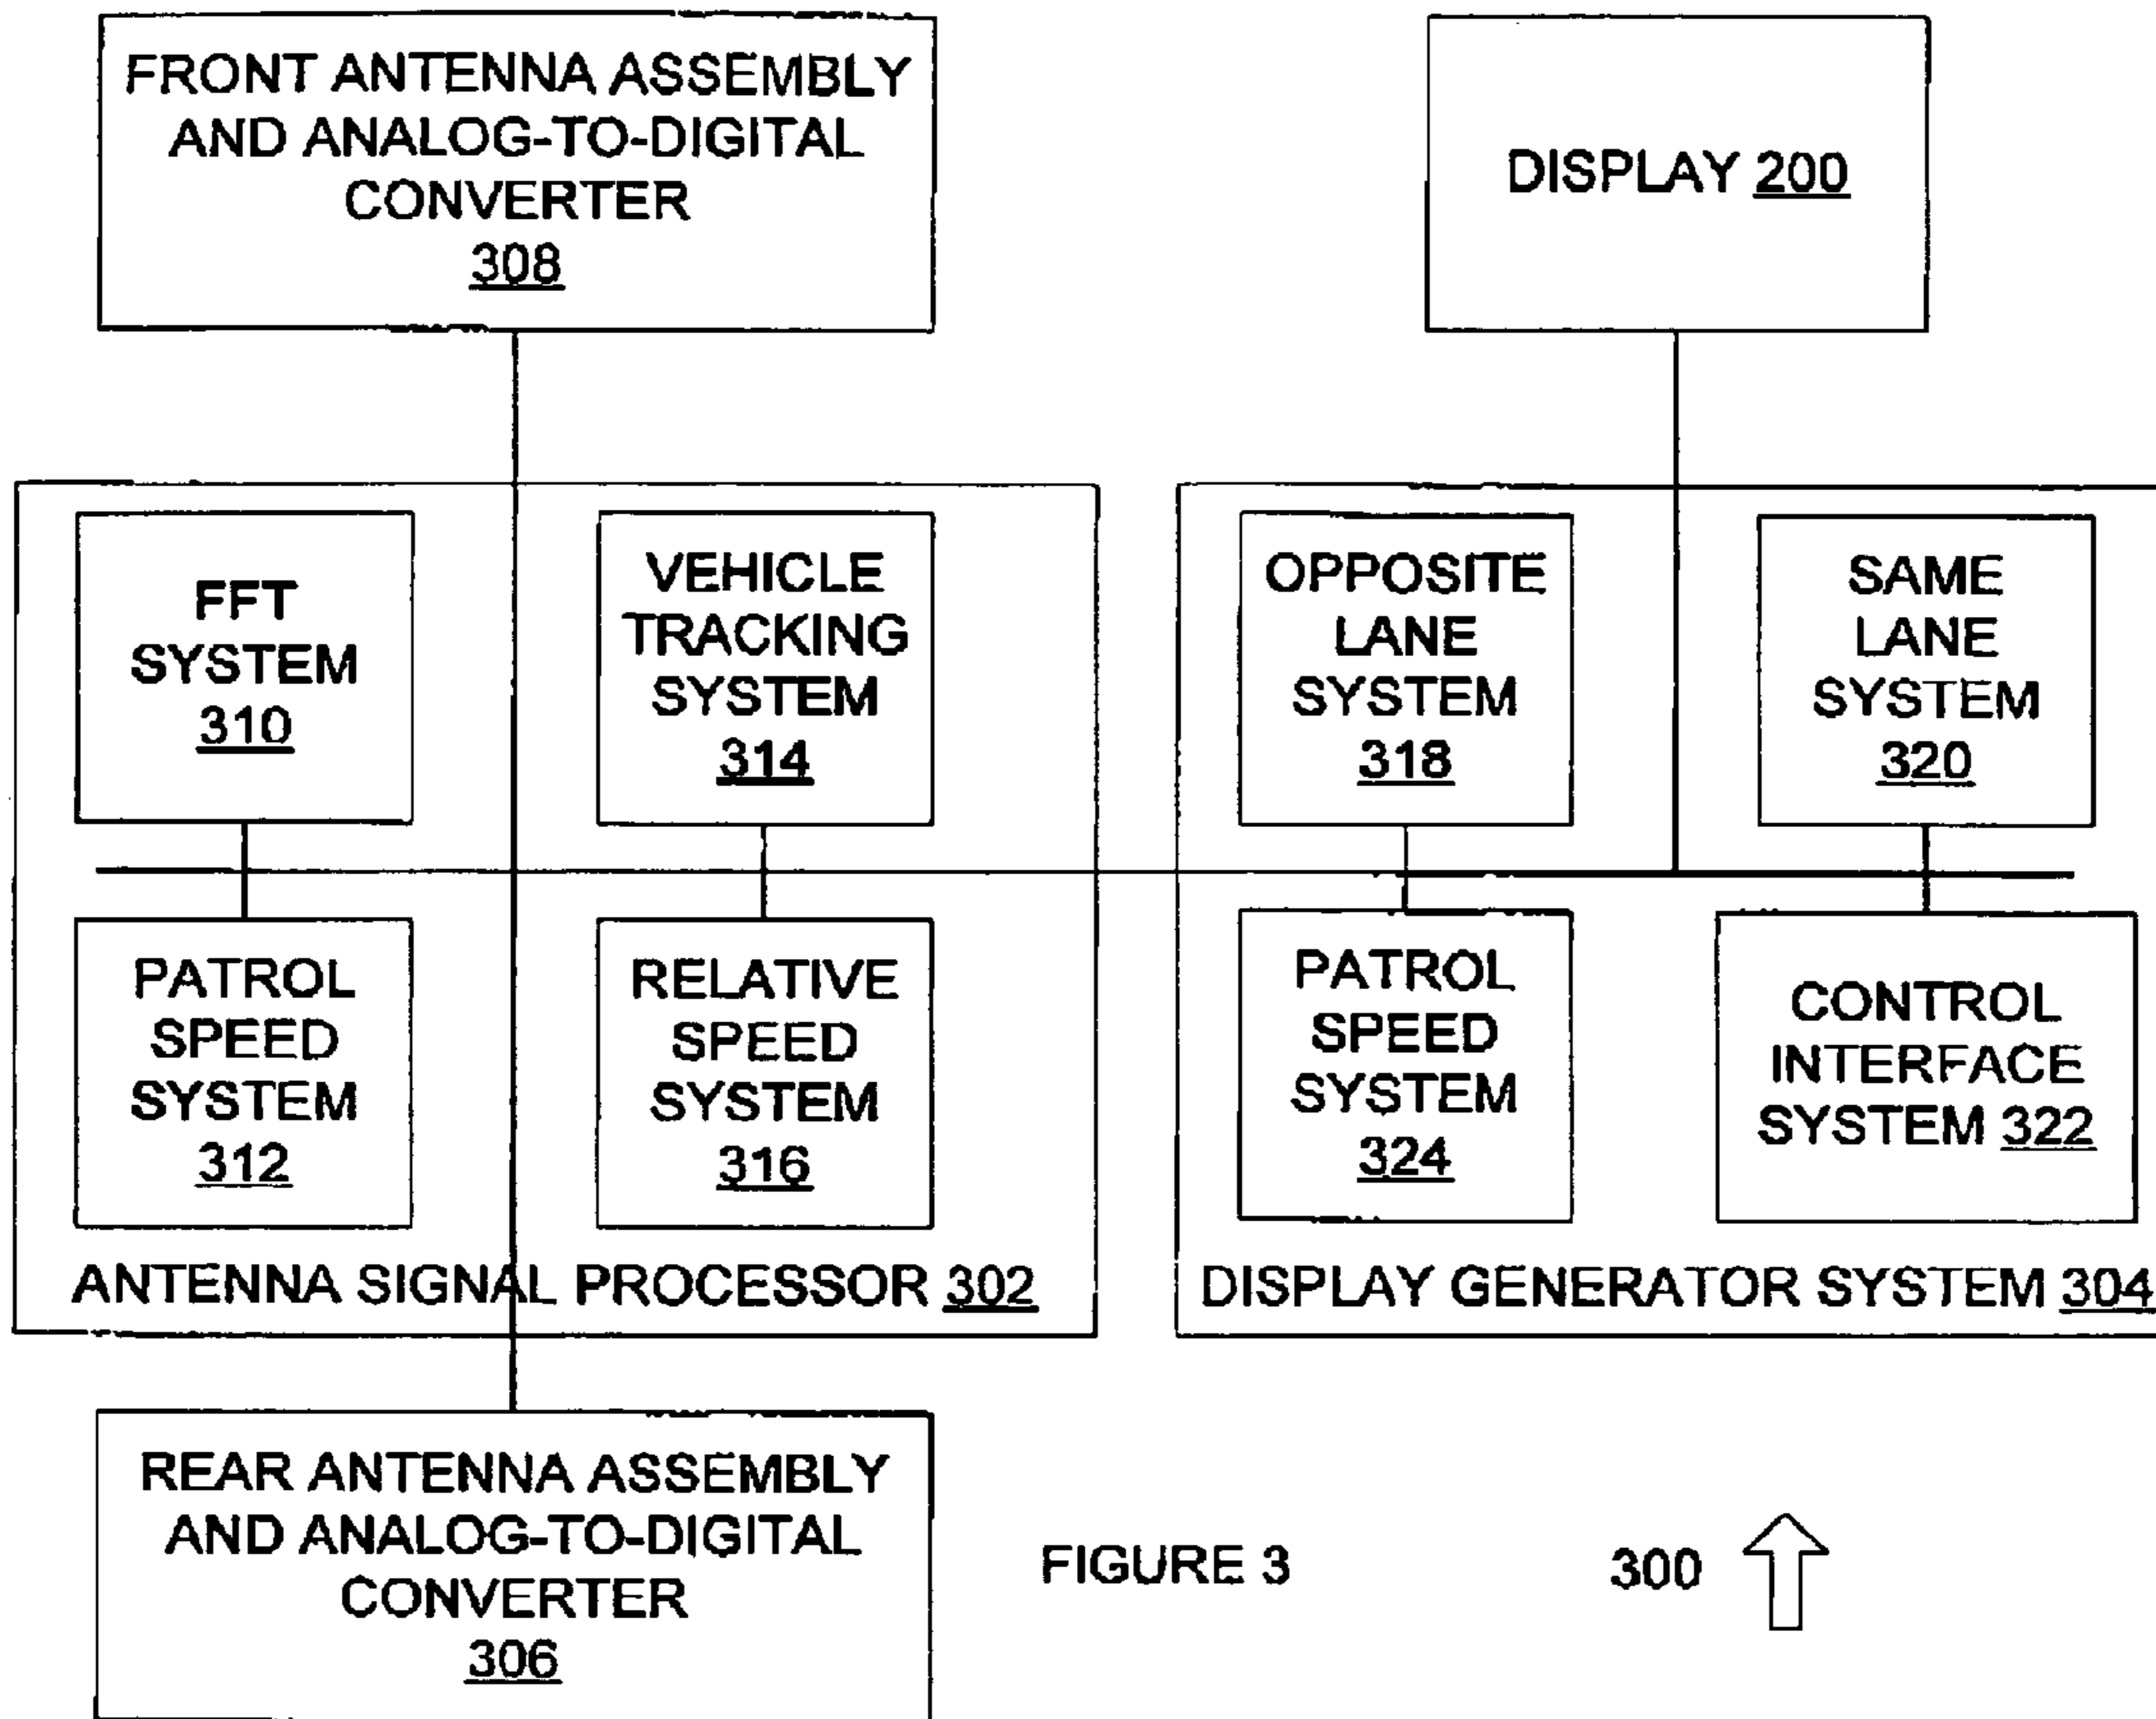 FRONT ANTENNA ASSEMBLY
AND ANALOG-TO-DIGITAL
CONVERTER
308
DISPLAY 200
FFT
SYSTEM
310
VEHICLE
TRACKING
SYSTEM
314
OPPOSITE
LANE
SYSTEM
318
SAME
LANE
SYSTEM
320
PATROL
SPEED
SYSTEM
312
RELATIVE
SPEED
SYSTEM
316
PATROL
SPEED
SYSTEM
324
CONTROL
INTERFACE
SYSTEM 322
ANTENNA SIGNAL PROCESSOR 302
DISPLAY GENERATOR SYSTEM 304
REAR ANTENNA ASSEMBLY
AND ANALOG-TO-DIGITAL
CONVERTER
306
FIGURE 3
300